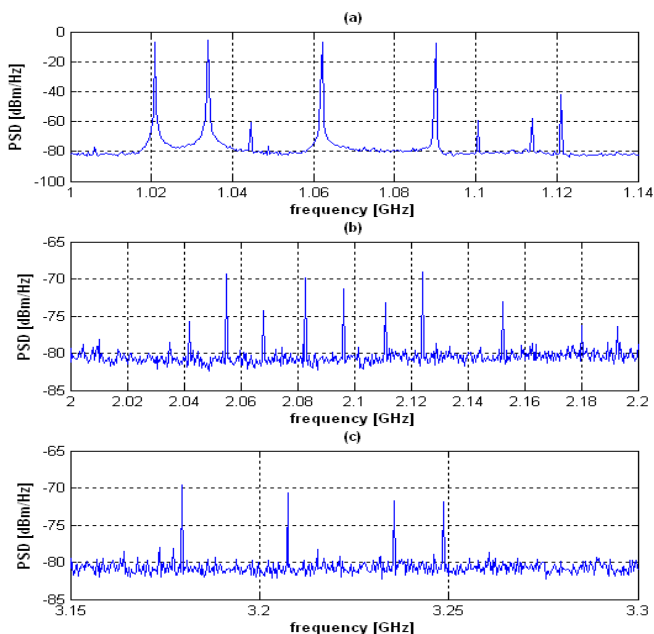 (a)
0
-20
-40
-60
-80
-100
PSD [dBm/Hz]
1 1.02 1.04 1.06 1.08 1.1 1.12 1.14
frequency [GHz]
(b)
-65
-70
-75
-80
-85
PSD [dBm/Hz]
2 2.02 2.04 2.06 2.08 2.1 2.12 2.14 2.16 2.18 2.2
frequency [GHz]
(c)
-65
-70
-75
-80
-85
PSD [dBm/Hz]
3.15 3.2 3.25 3.3
frequency [GHz]